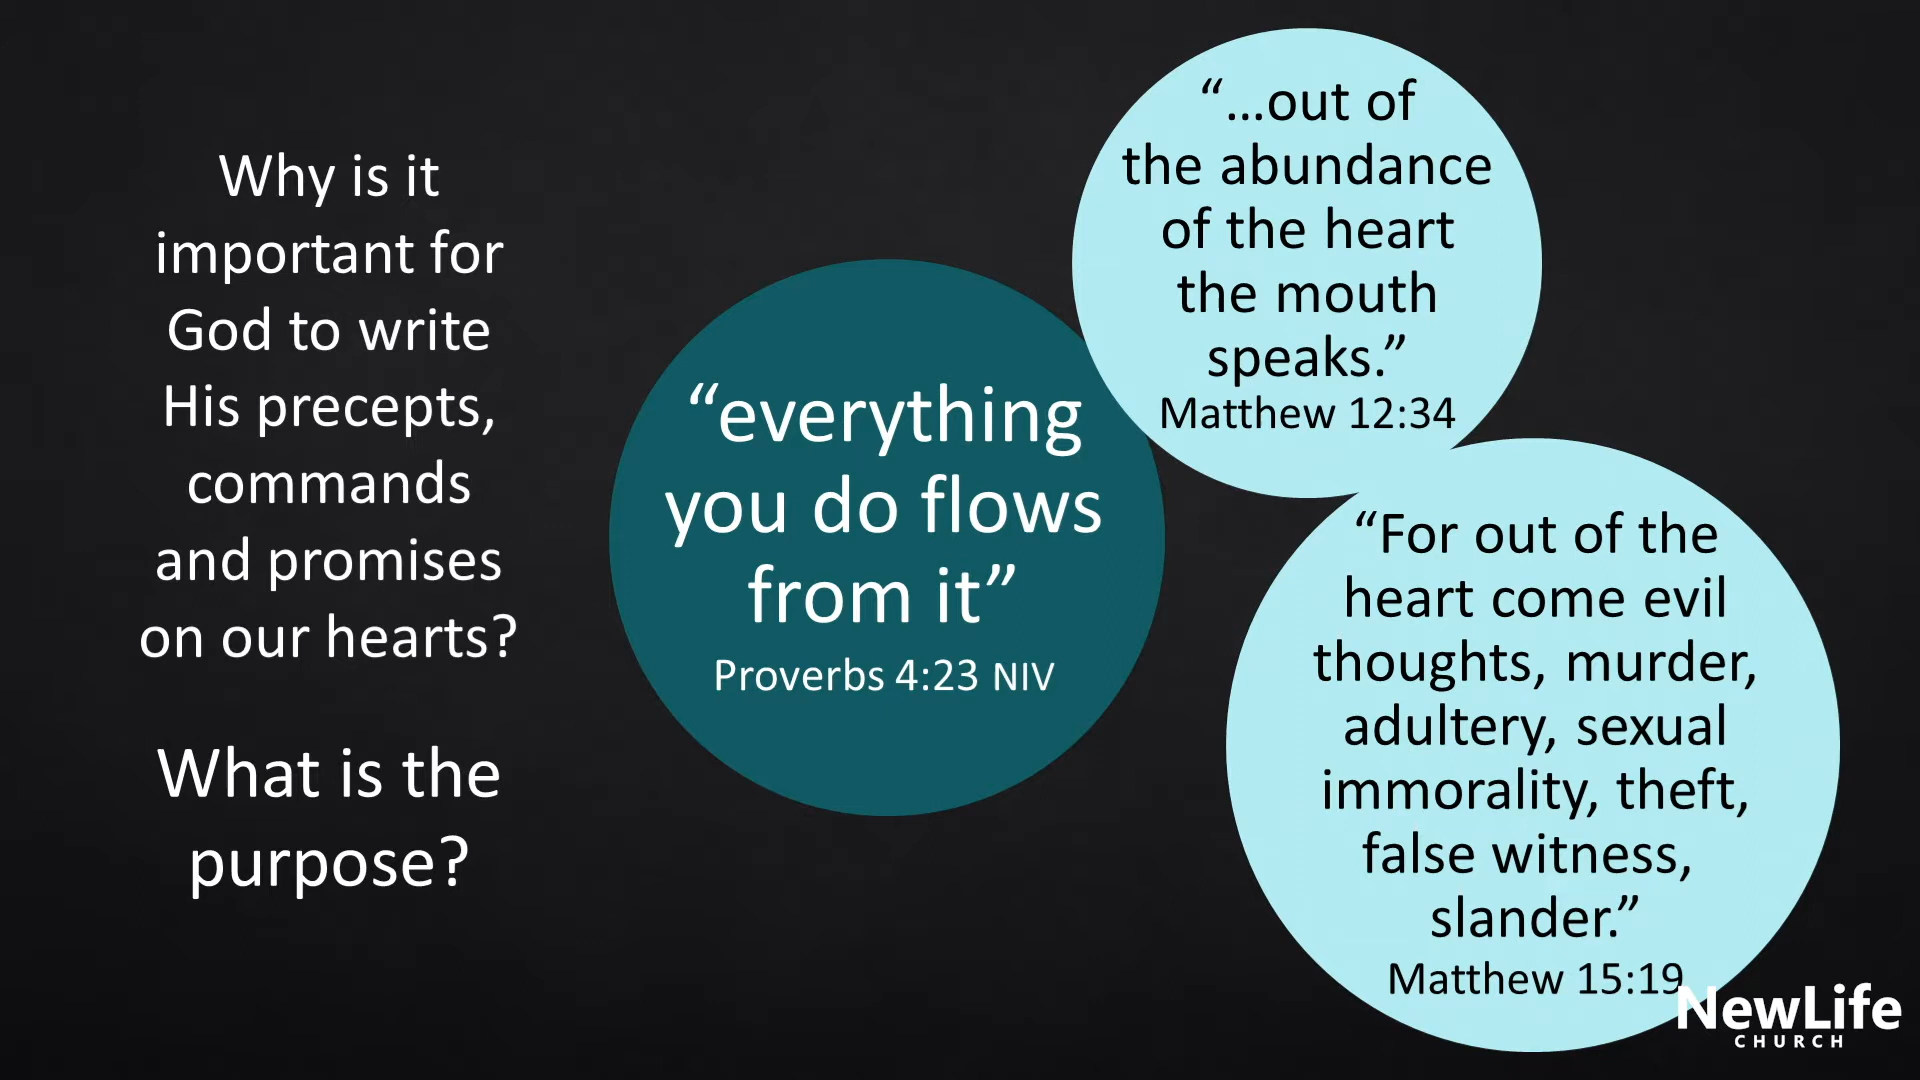 Why is it
important for
God to write
His precepts,
commands
and promises
on our hearts?
What is the
purpose?
“everything
you do flows
from it”
Proverbs 4:23 NIV
“...out of
the abundance
of the heart
the mouth
speaks.”
Matthew 12:34
“For out of the
heart come evil
thoughts, murder,
adultery, sexual
immorality, theft,
false witness,
slander.”
Matthew 15:19
NewLife
CHURCH